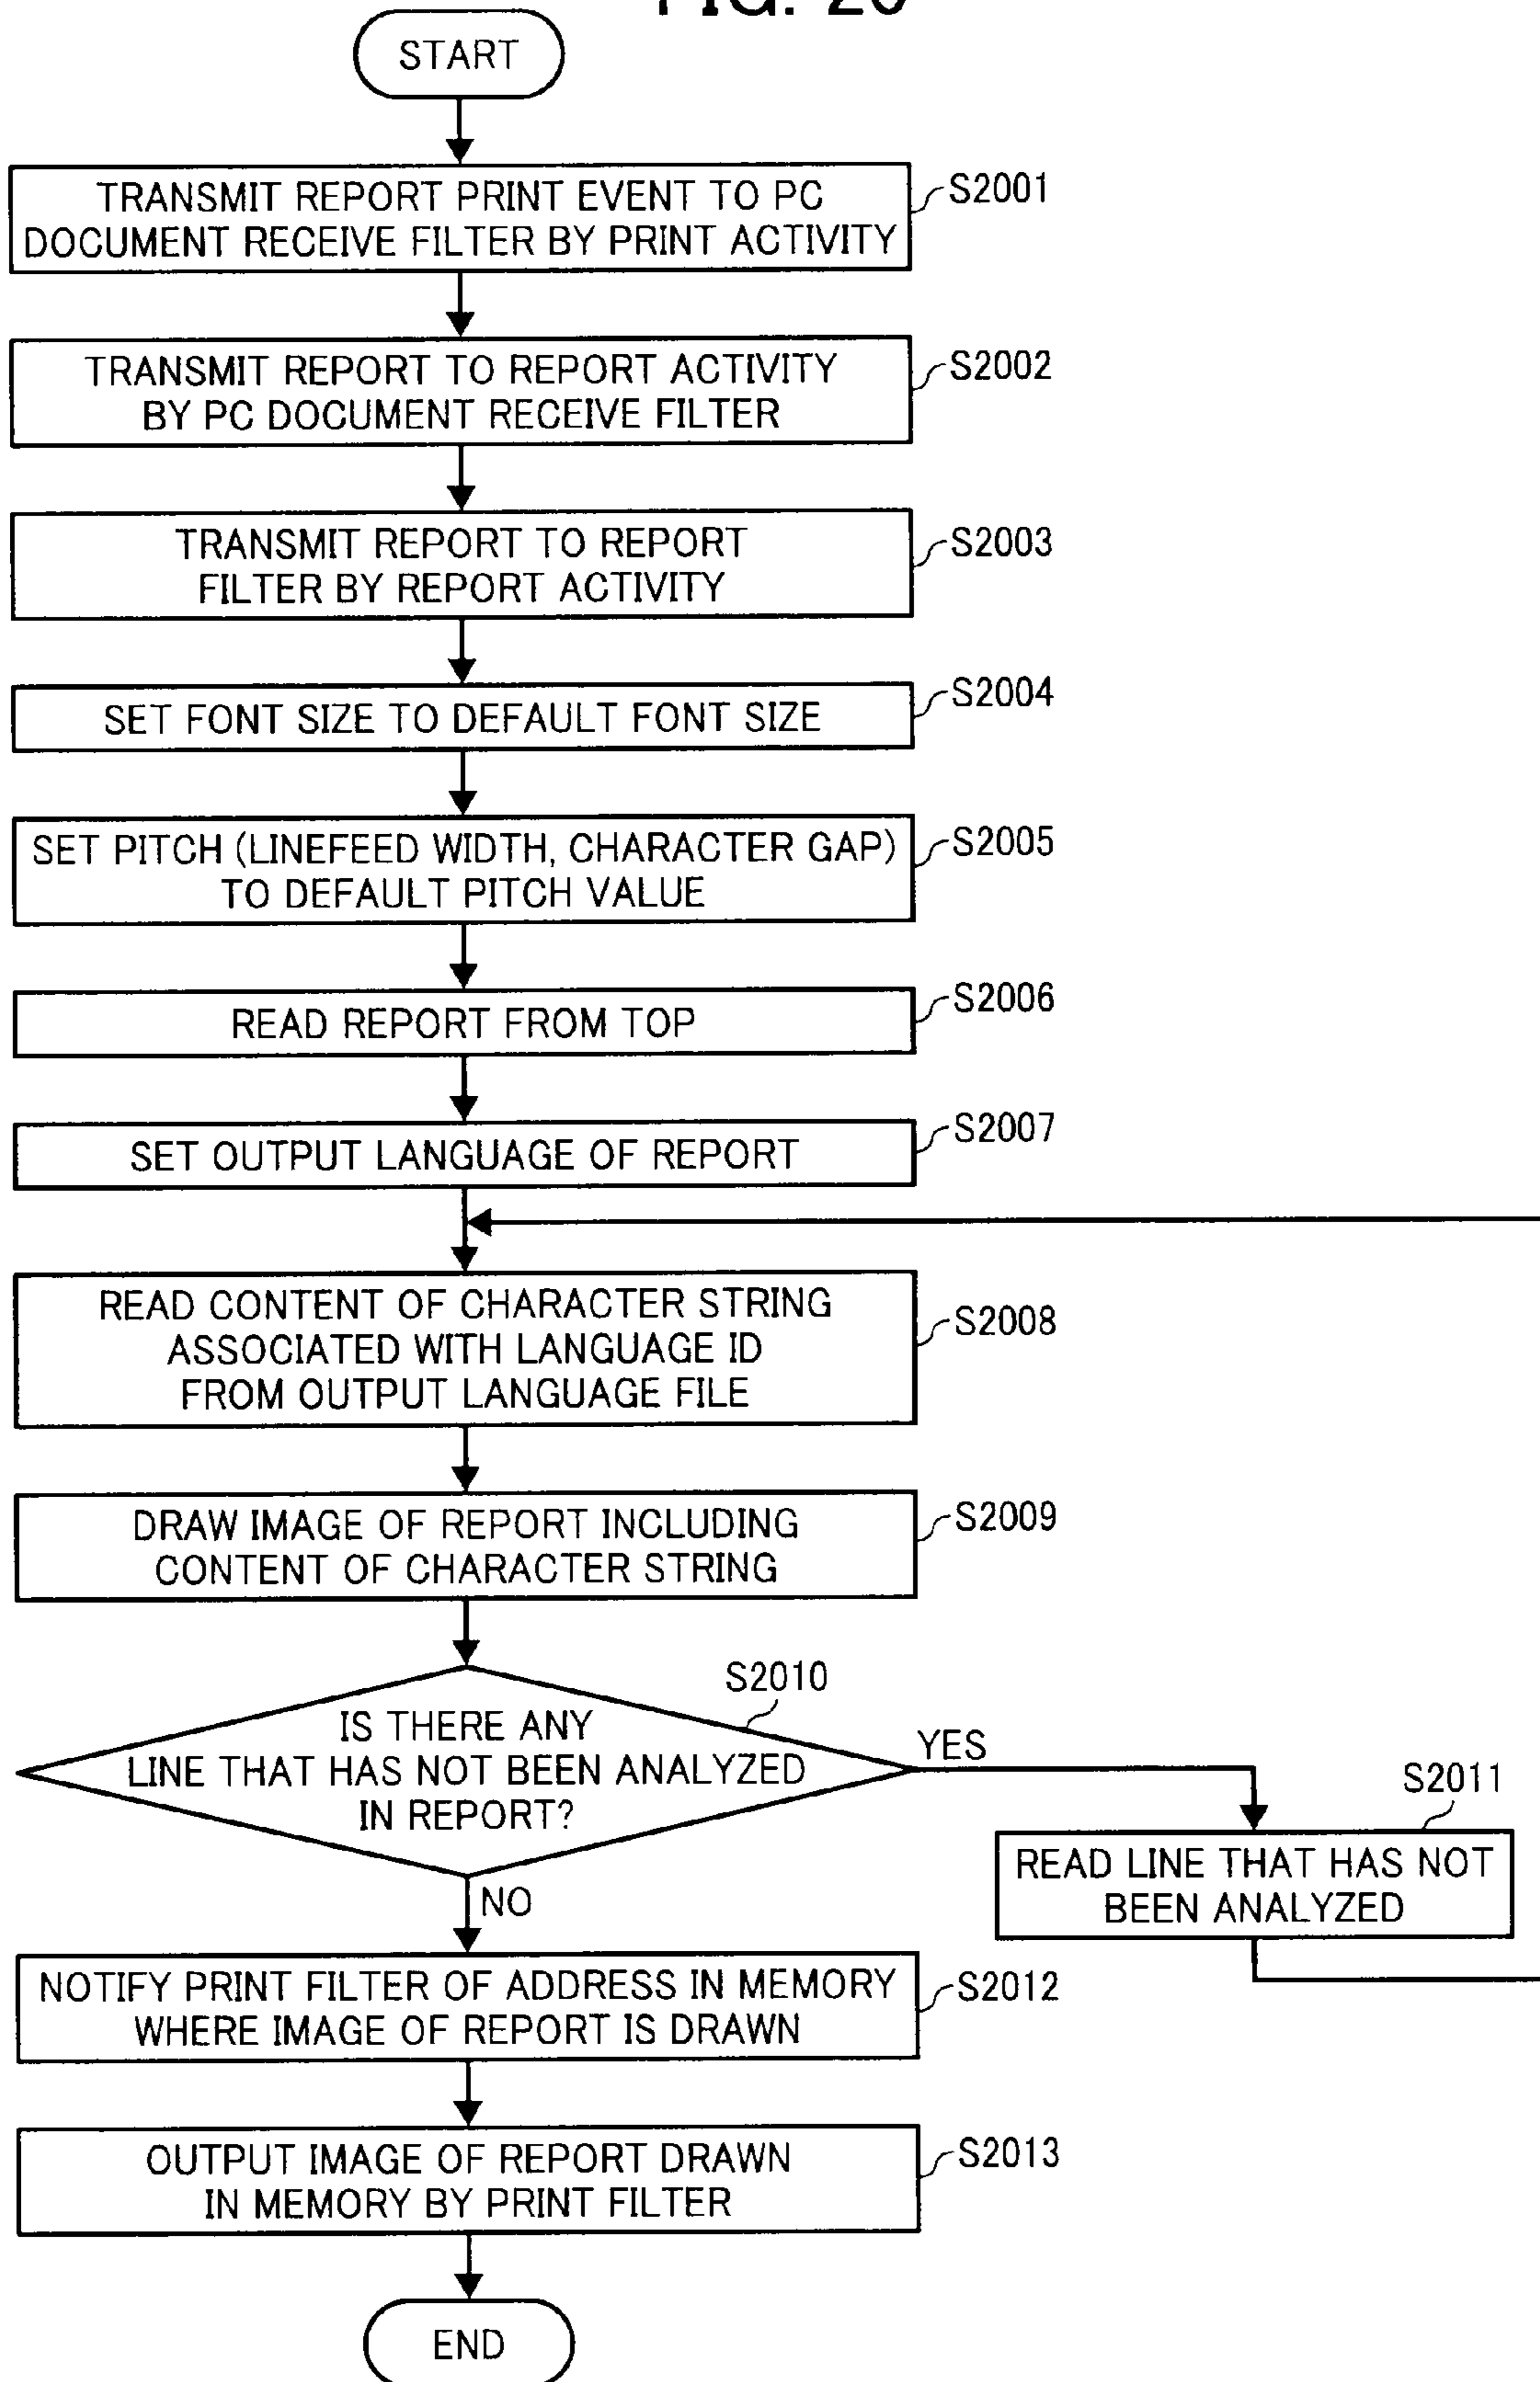 FIG. 20
START
TRANSMIT REPORT PRINT EVENT TO PC
DOCUMENT RECEIVE FILTER BY PRINT ACTIVITY
S2001
TRANSMIT REPORT TO REPORT ACTIVITY
BY PC DOCUMENT RECEIVE FILTER
S2002
TRANSMIT REPORT TO REPORT
FILTER BY REPORT ACTIVITY
S2003
SET FONT SIZE TO DEFAULT FONT SIZE
S2004
SET PITCH (LINEFEED WIDTH, CHARACTER GAP)
TO DEFAULT PITCH VALUE
S2005
READ REPORT FROM TOP
S2006
SET OUTPUT LANGUAGE OF REPORT
S2007
READ CONTENT OF CHARACTER STRING
ASSOCIATED WITH LANGUAGE ID
FROM OUTPUT LANGUAGE FILE
S2008
DRAW IMAGE OF REPORT INCLUDING
CONTENT OF CHARACTER STRING
S2009
S2010
IS THERE ANY
LINE THAT HAS NOT BEEN ANALYZED
IN REPORT?
YES
S2011
READ LINE THAT HAS NOT
BEEN ANALYZED
NO
NOTIFY PRINT FILTER OF ADDRESS IN MEMORY
WHERE IMAGE OF REPORT IS DRAWN
S2012
OUTPUT IMAGE OF REPORT DRAWN
IN MEMORY BY PRINT FILTER
S2013
END